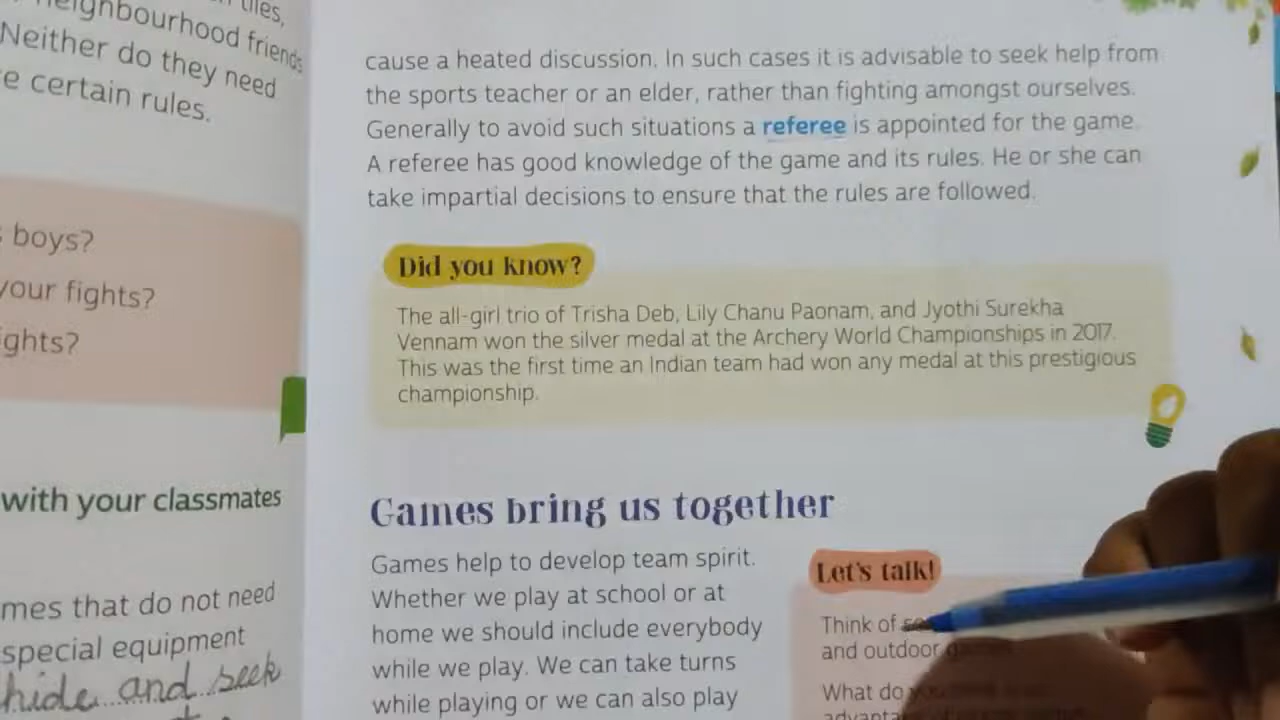 tiles,
neighbourhood friends
Neither do they need
e certain rules.
boys?
your fights?
ights?
with your classmates
mes that do not need
special equipment
hide and seek
cause a heated discussion. In such cases it is advisable to seek help from
the sports teacher or an elder, rather than fighting amongst ourselves.
Generally to avoid such situations a referee is appointed for the game.
A referee has good knowledge of the game and its rules. He or she can
take impartial decisions to ensure that the rules are followed.
Did you know?
The all-girl trio of Trisha Deb, Lily Chanu Paonam, and Jyothi Surekha
Vennam won the silver medal at the Archery World Championships in 2017.
This was the first time an Indian team had won any medal at this prestigious
championship.
Games bring us together
Games help to develop team spirit.
Whether we play at school or at
home we should include everybody
while we play. We can take turns
while playing or we can also play
Let's talk!
Think of
and outdoor
What do